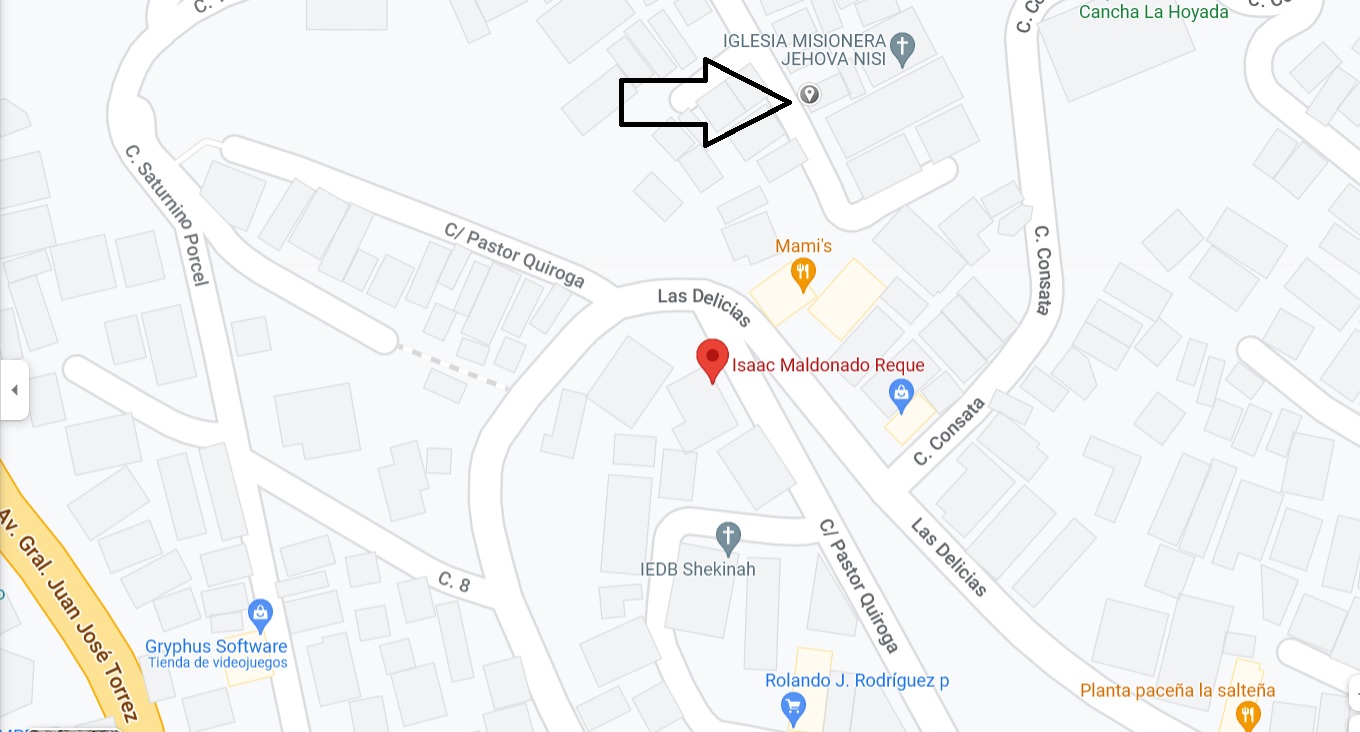 C. Co
C. Co
Cancha La Hoyada
IGLESIA MISIONERA
JEHOVA NISI
C. Saturnino Porcel
C/ Pastor Quiroga
Mami's
C. Consata
Las Delicias
Isaac Maldonado Reque
C. Consata
Av. Gral. Juan José Torrez
IEDB Shekinah
C/ Pastor Quiroga
Las Delicias
C. 8
Gryphus Software
Tienda de videojuegos
Rolando J. Rodríguez p
Planta paceña la salteña